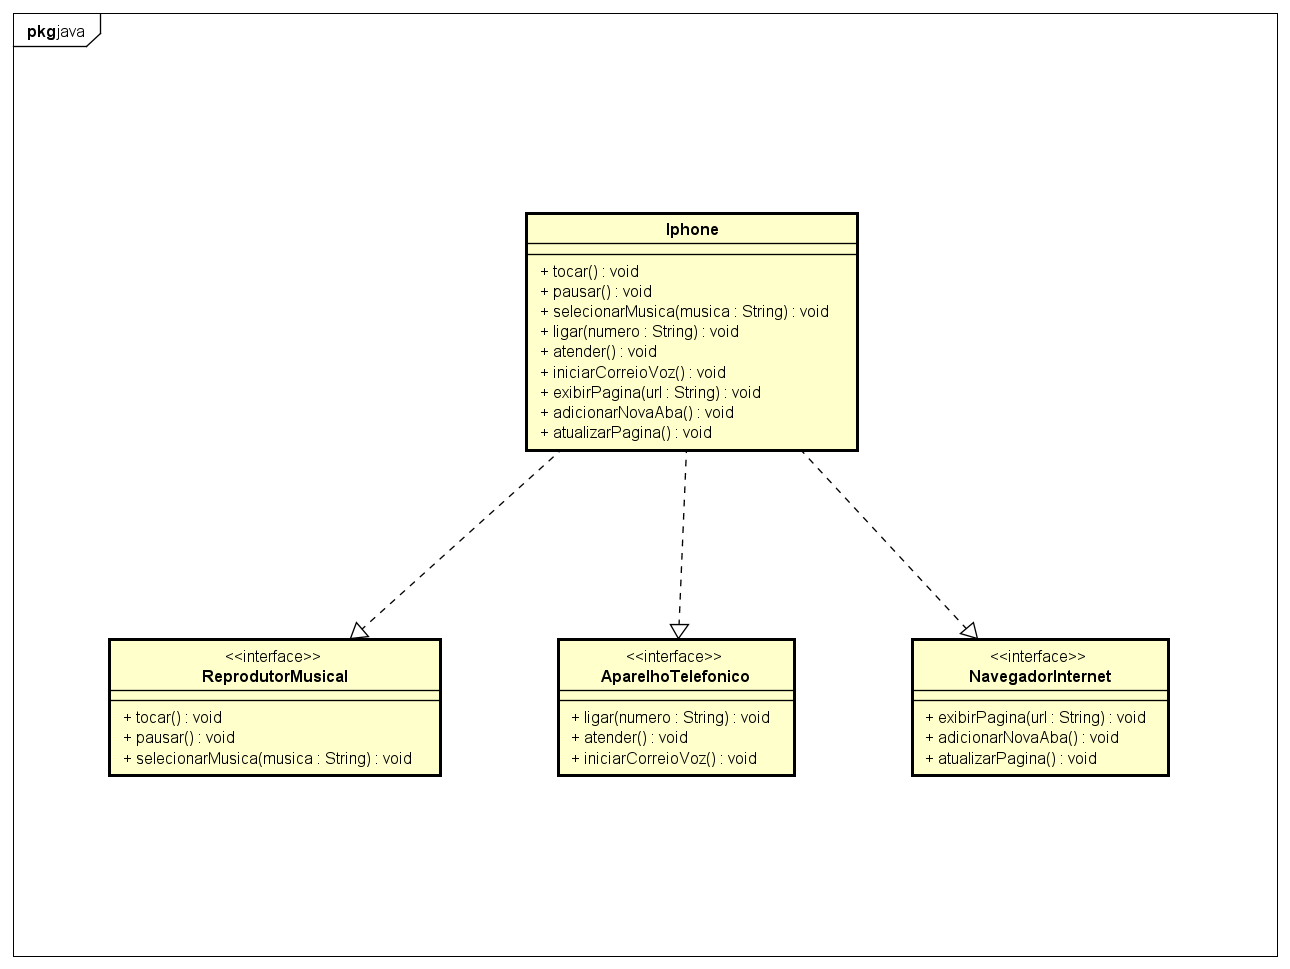 pkg java
Iphone
+ tocar() : void
+ pausar() : void
+ selecionarMusica(musica : String) : void
+ ligar(numero : String) : void
+ atender() : void
+ iniciarCorreioVoz() : void
+ exibirPagina(url : String) : void
+ adicionarNovaAba() : void
+ atualizarPagina() : void
<<interface>>
ReprodutorMusical
+ tocar() : void
+ pausar() : void
+ selecionarMusica(musica : String) : void
<<interface>>
AparelhoTelefonico
+ ligar(numero : String) : void
+ atender() : void
+ iniciarCorreioVoz() : void
<<interface>>
NavegadorInternet
+ exibirPagina(url : String) : void
+ adicionarNovaAba() : void
+ atualizarPagina() : void